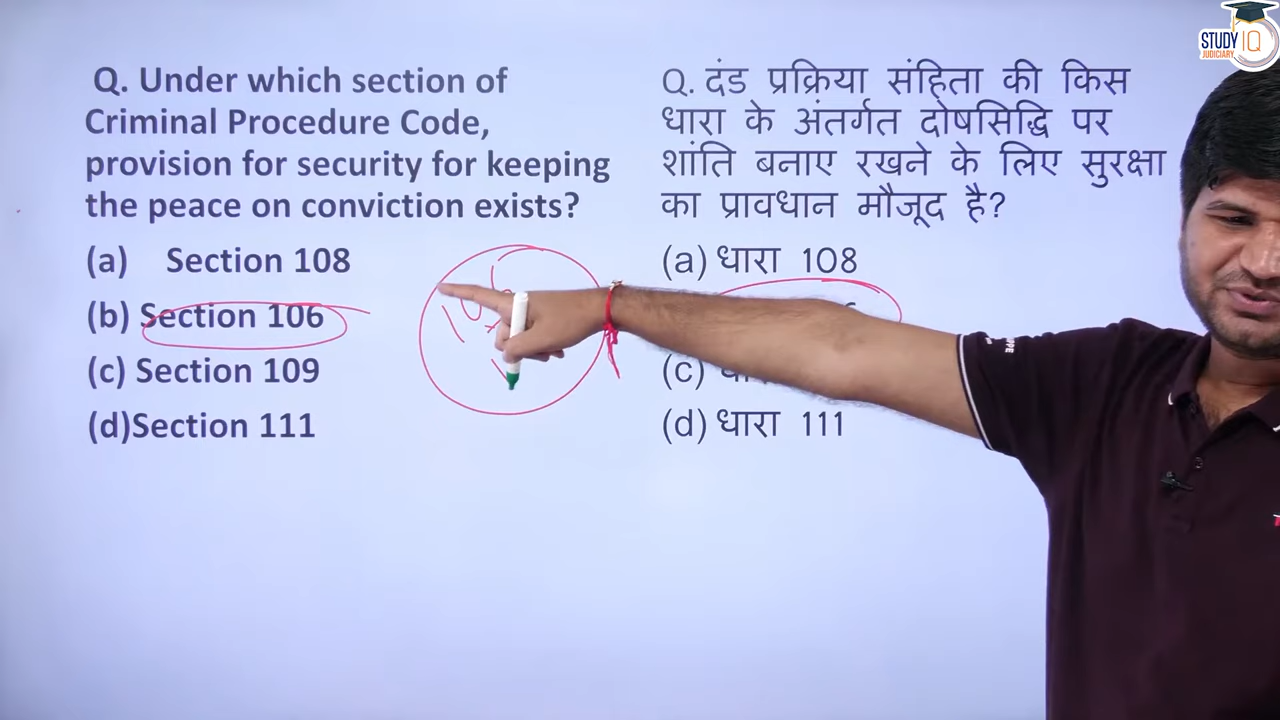 STUDY IQ
JUDICIARY
Q. Under which section of
Criminal Procedure Code,
provision for security for keeping
the peace on conviction exists?
(a) Section 108
(b) Section 106
(c) Section 109
(d)Section 111
Q. दंड प्रक्रिया संहिता की किस
धारा के अंतर्गत दोषसिद्धि पर
शांति बनाए रखने के लिए सुरक्षा
का प्रावधान मौजूद है?
(a) धारा 108
(c)
(d) धारा 111
106